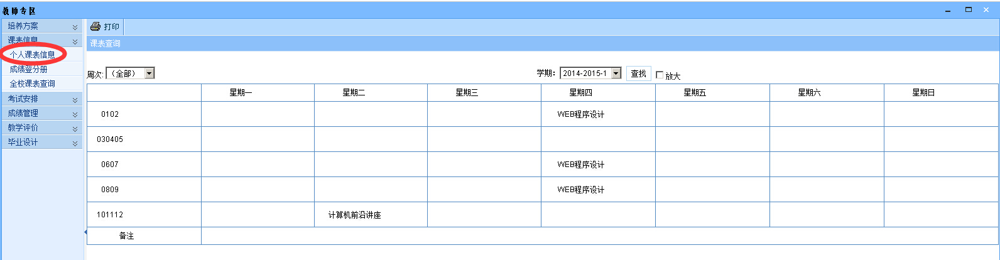 教师专区
培养方案
课表信息
个人课表信息
成绩登分册
全校课表查询
考试安排
成绩管理
教学评价
毕业设计
打印
课表查询
周次: （全部） 学期： 2014-2015-1 查找 放大
星期一 星期二 星期三 星期四 星期五 星期六 星期日
0102 WEB程序设计
030405
0607 WEB程序设计
0809 WEB程序设计
101112 计算机前沿讲座
备注